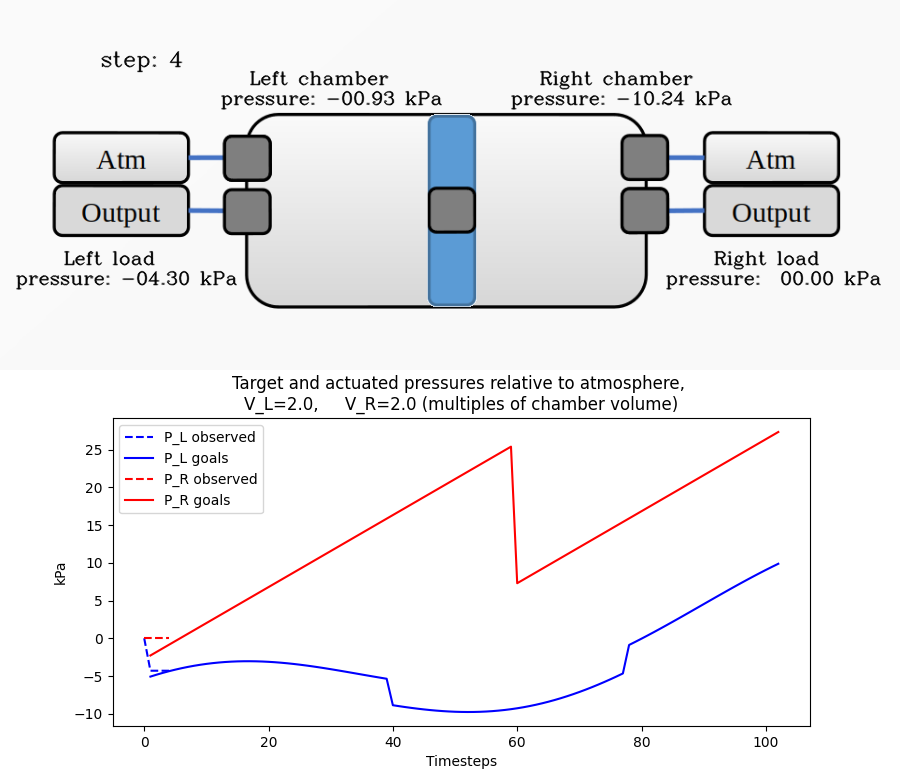 step: 4
Left chamber
pressure: −00.93 kPa
Right chamber
pressure: −10.24 kPa
Atm
Output
Atm
Output
Left load
pressure: −04.30 kPa
Right load
pressure: 00.00 kPa
Target and actuated pressures relative to atmosphere,
V_L=2.0, V_R=2.0 (multiples of chamber volume)
P_L observed
P_L goals
P_R observed
P_R goals
kPa
25
20
15
10
5
0
−5
−10
0 20 40 60 80 100
Timesteps